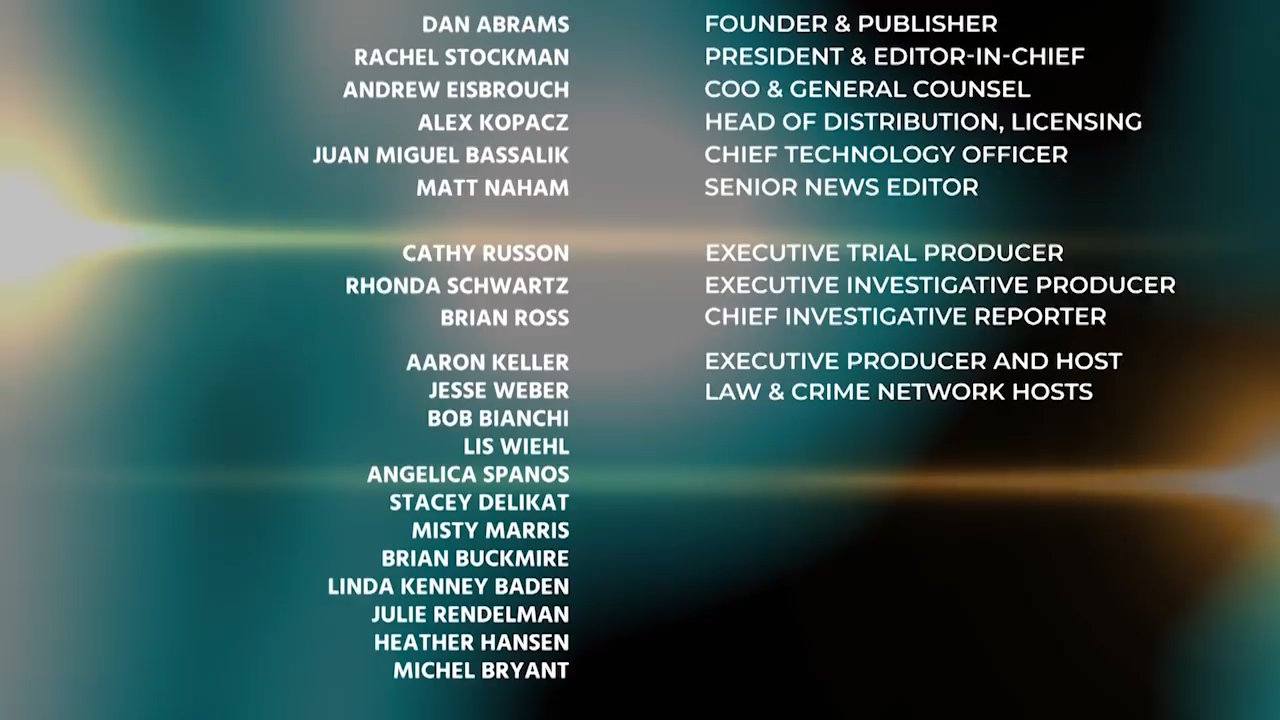 DAN ABRAMS FOUNDER & PUBLISHER
RACHEL STOCKMAN PRESIDENT & EDITOR-IN-CHIEF
ANDREW EISBROUCH COO & GENERAL COUNSEL
ALEX KOPACZ HEAD OF DISTRIBUTION, LICENSING
JUAN MIGUEL BASSALIK CHIEF TECHNOLOGY OFFICER
MATT NAHAM SENIOR NEWS EDITOR
CATHY RUSSON EXECUTIVE TRIAL PRODUCER
RHONDA SCHWARTZ EXECUTIVE INVESTIGATIVE PRODUCER
BRIAN ROSS CHIEF INVESTIGATIVE REPORTER
AARON KELLER EXECUTIVE PRODUCER AND HOST
JESSE WEBER LAW & CRIME NETWORK HOSTS
BOB BIANCHI
LIS WIEHL
ANGELICA SPANOS
STACEY DELIKAT
MISTY MARRIS
BRIAN BUCKMIRE
LINDA KENNEY BADEN
JULIE RENDELMAN
HEATHER HANSEN
MICHEL BRYANT